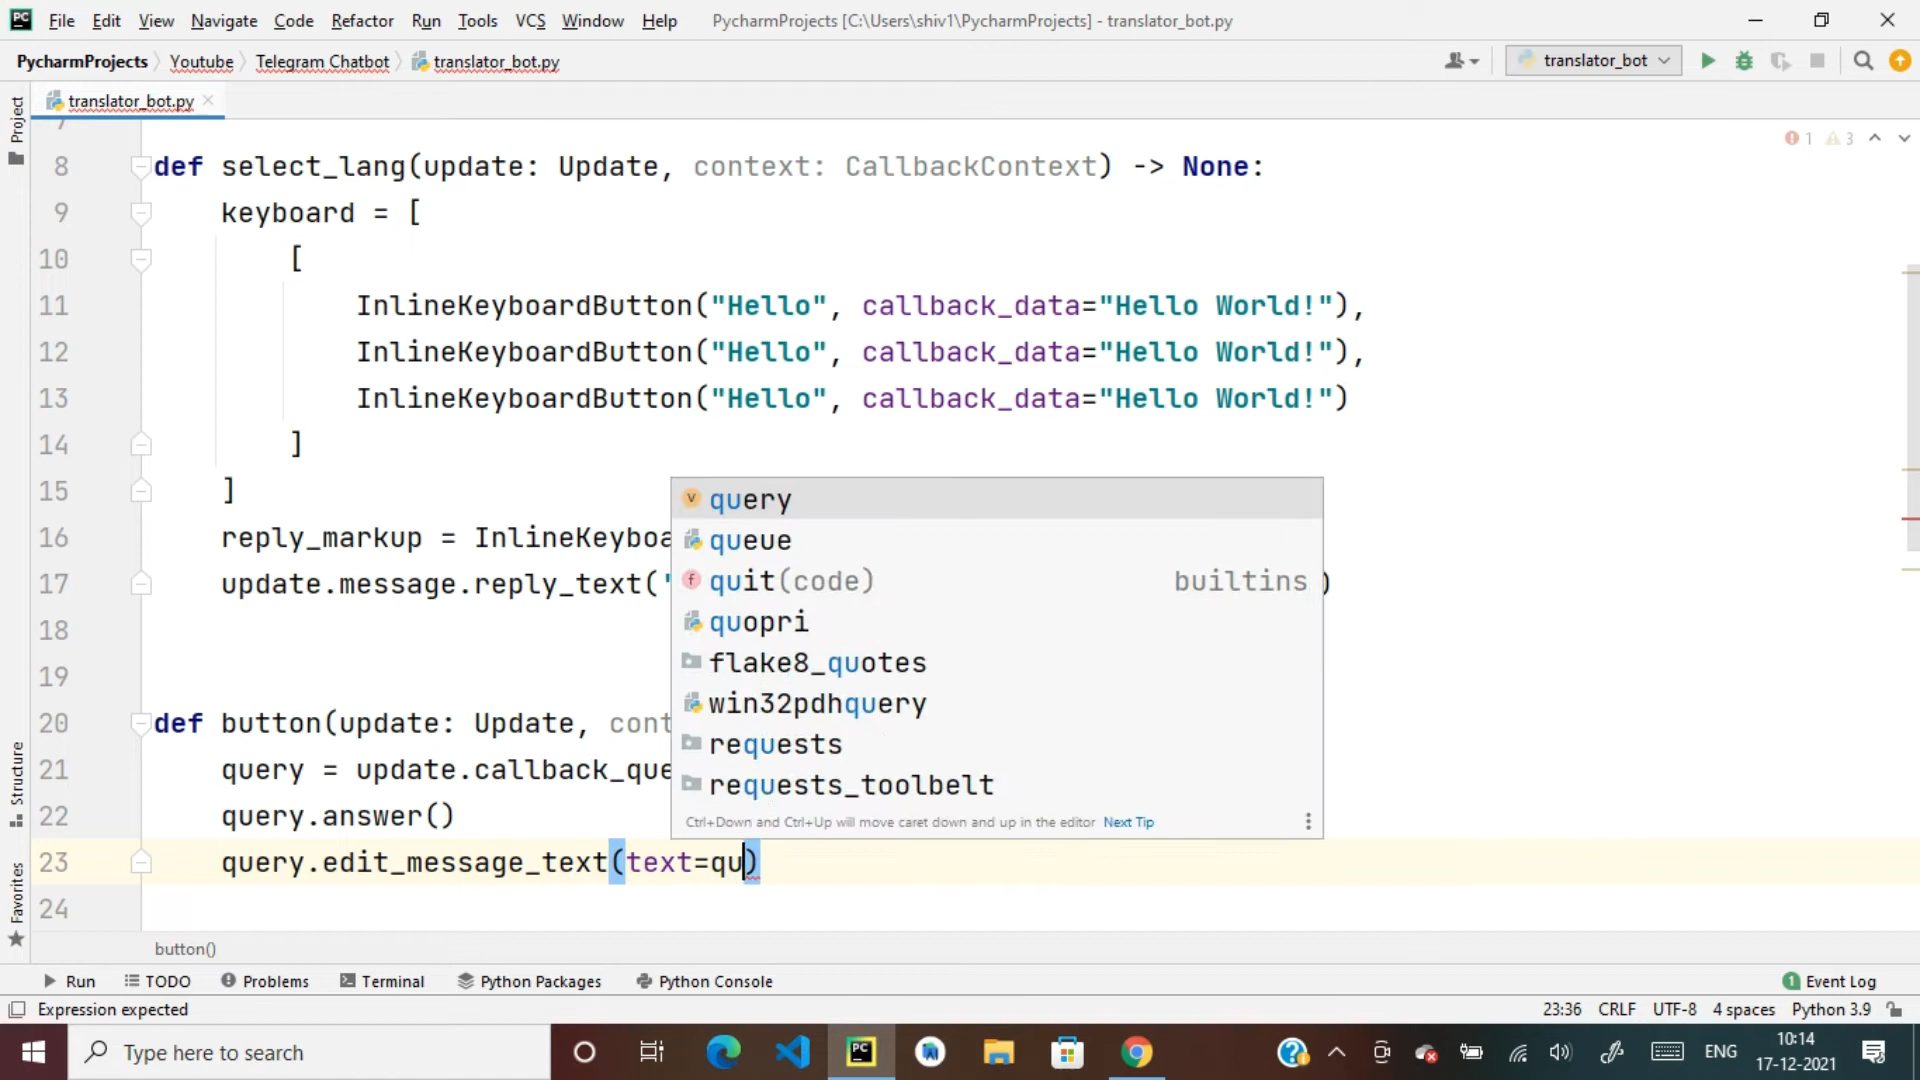 PC File Edit View Navigate Code Refactor Run Tools VCS Window Help PycharmProjects [C:\Users\shiv1\PycharmProjects] - translator_bot.py
PycharmProjects Youtube Telegram Chatbot translator_bot.py translator_bot
Project translator_bot.py
7
1 3
8 def select_lang(update: Update, context: CallbackContext) -> None:
9 keyboard = [
10 [
11 InlineKeyboardButton("Hello", callback_data="Hello World!"),
12 InlineKeyboardButton("Hello", callback_data="Hello World!"),
13 InlineKeyboardButton("Hello", callback_data="Hello World!")
14 ]
15 ]
16 reply_markup = InlineKeyboa
17 update.message.reply_text(' )
18
19
20 def button(update: Update, cont
21 query = update.callback_que
22 query.answer()
23 query.edit_message_text(text=qu)
24
v query
queue
f quit(code) builtins
quopri
flake8_quotes
win32pdhquery
requests
requests_toolbelt
Ctrl+Down and Ctrl+Up will move caret down and up in the editor Next Tip
Structure
Favorites
button()
Run TODO Problems Terminal Python Packages Python Console 1 Event Log
Expression expected 23:36 CRLF UTF-8 4 spaces Python 3.9
Type here to search PC ENG 10:14
17-12-2021